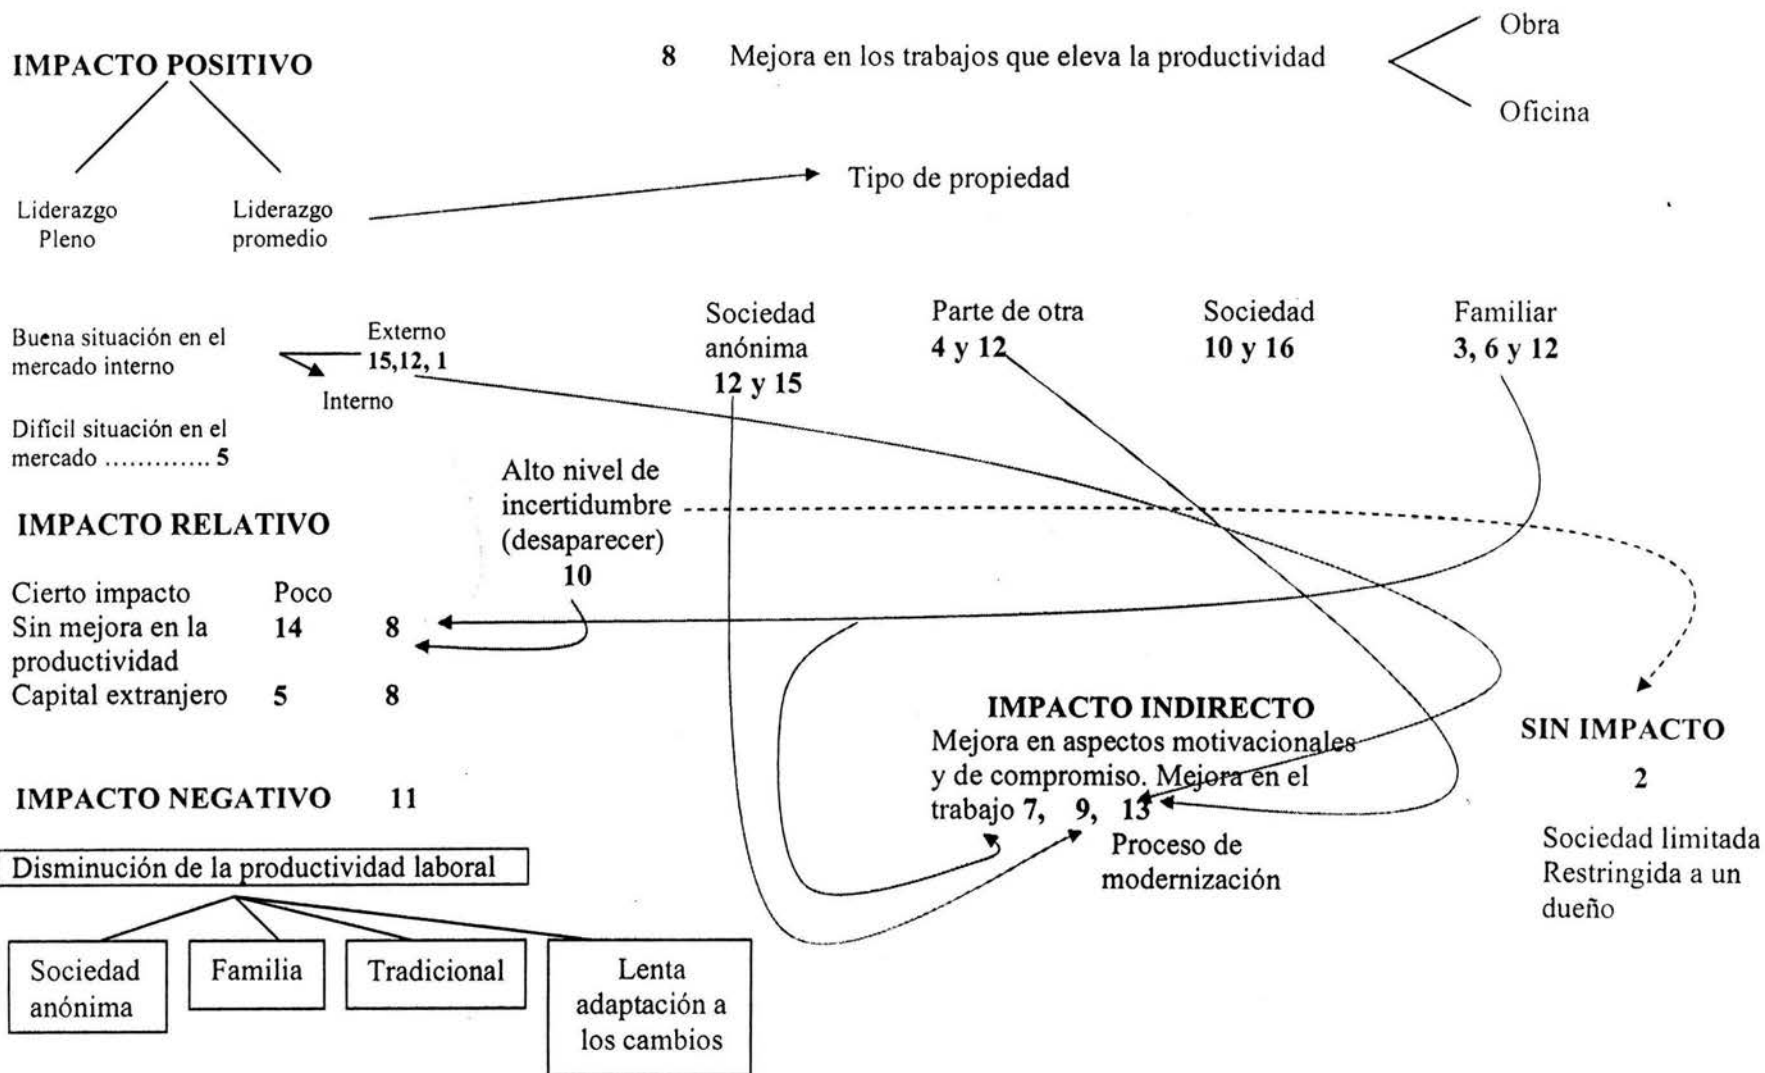 IMPACTO POSITIVO
8 Mejora en los trabajos que eleva la productividad
Obra
Oficina
Liderazgo
Pleno
Liderazgo
promedio
Tipo de propiedad
Buena situación en el
mercado interno
Externo
15,12, 1
Interno
Sociedad
anónima
12 y 15
Parte de otra
4 y 12
Sociedad
10 y 16
Familiar
3, 6 y 12
Difícil situación en el
mercado ............. 5
Alto nivel de
incertidumbre
(desaparecer)
10
IMPACTO RELATIVO
Cierto impacto Poco
Sin mejora en la 14 8
productividad
Capital extranjero 5 8
IMPACTO INDIRECTO
Mejora en aspectos motivacionales
y de compromiso. Mejora en el
trabajo 7, 9, 13
Proceso de
modernización
SIN IMPACTO
2
Sociedad limitada
Restringida a un
dueño
IMPACTO NEGATIVO 11
Disminución de la productividad laboral
Sociedad
anónima
Familia
Tradicional
Lenta
adaptación a
los cambios